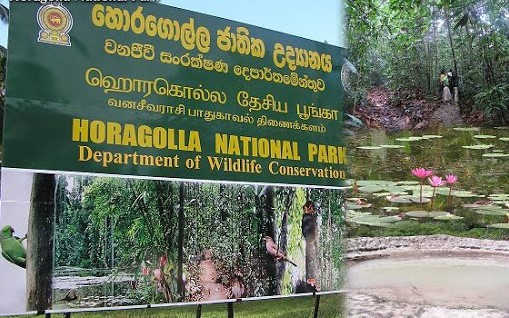 හොරගොල්ල ජාතික උද්‍යානය
වනජීවී සංරක්ෂණ දෙපාර්තමේන්තුව
ஹொரகொல்ல தேசிய பூங்கா
வனசீவராசி பாதுகாவல் திணைக்களம்
HORAGOLLA NATIONAL PARK
Department of Wildlife Conservation